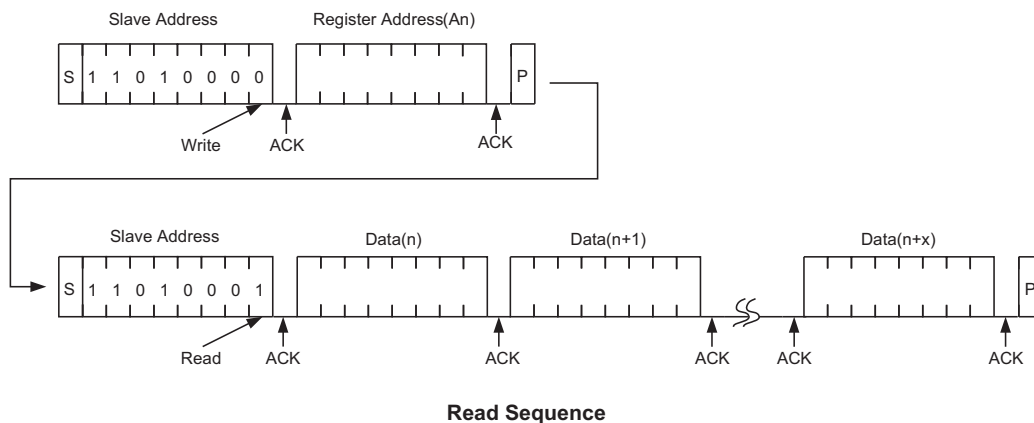 Slave Address Register Address(An)
S 1 1 0 1 0 0 0 0 P
Write ACK ACK
Slave Address Data(n) Data(n+1) Data(n+x)
S 1 1 0 1 0 0 0 1 P
Read ACK ACK ACK ACK ACK
Read Sequence